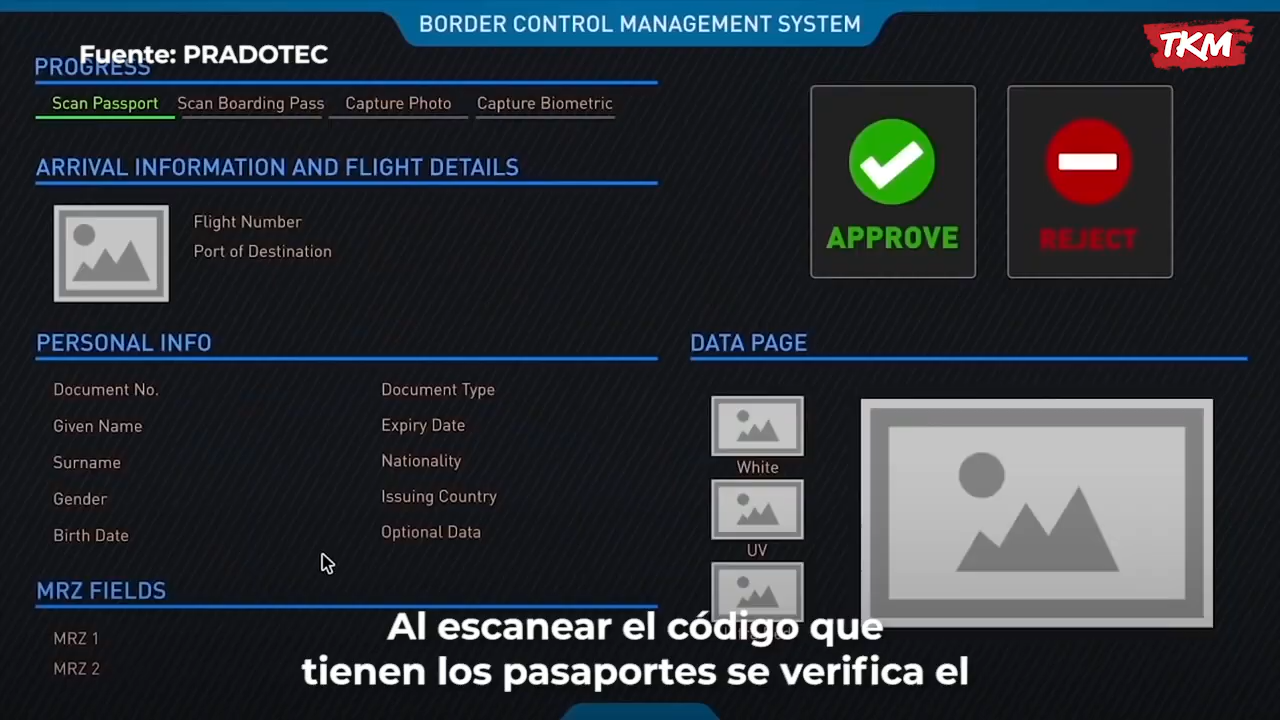 BORDER CONTROL MANAGEMENT SYSTEM
TKM
Fuente: PRADOTEC
PROGRESS
Scan Passport
Scan Boarding Pass
Capture Photo
Capture Biometric
ARRIVAL INFORMATION AND FLIGHT DETAILS
Flight Number
Port of Destination
APPROVE
REJECT
PERSONAL INFO
Document No.
Given Name
Surname
Gender
Birth Date
Document Type
Expiry Date
Nationality
Issuing Country
Optional Data
DATA PAGE
White
UV
MRZ FIELDS
MRZ 1
MRZ 2
Al escanear el código que
tienen los pasaportes se verifica el